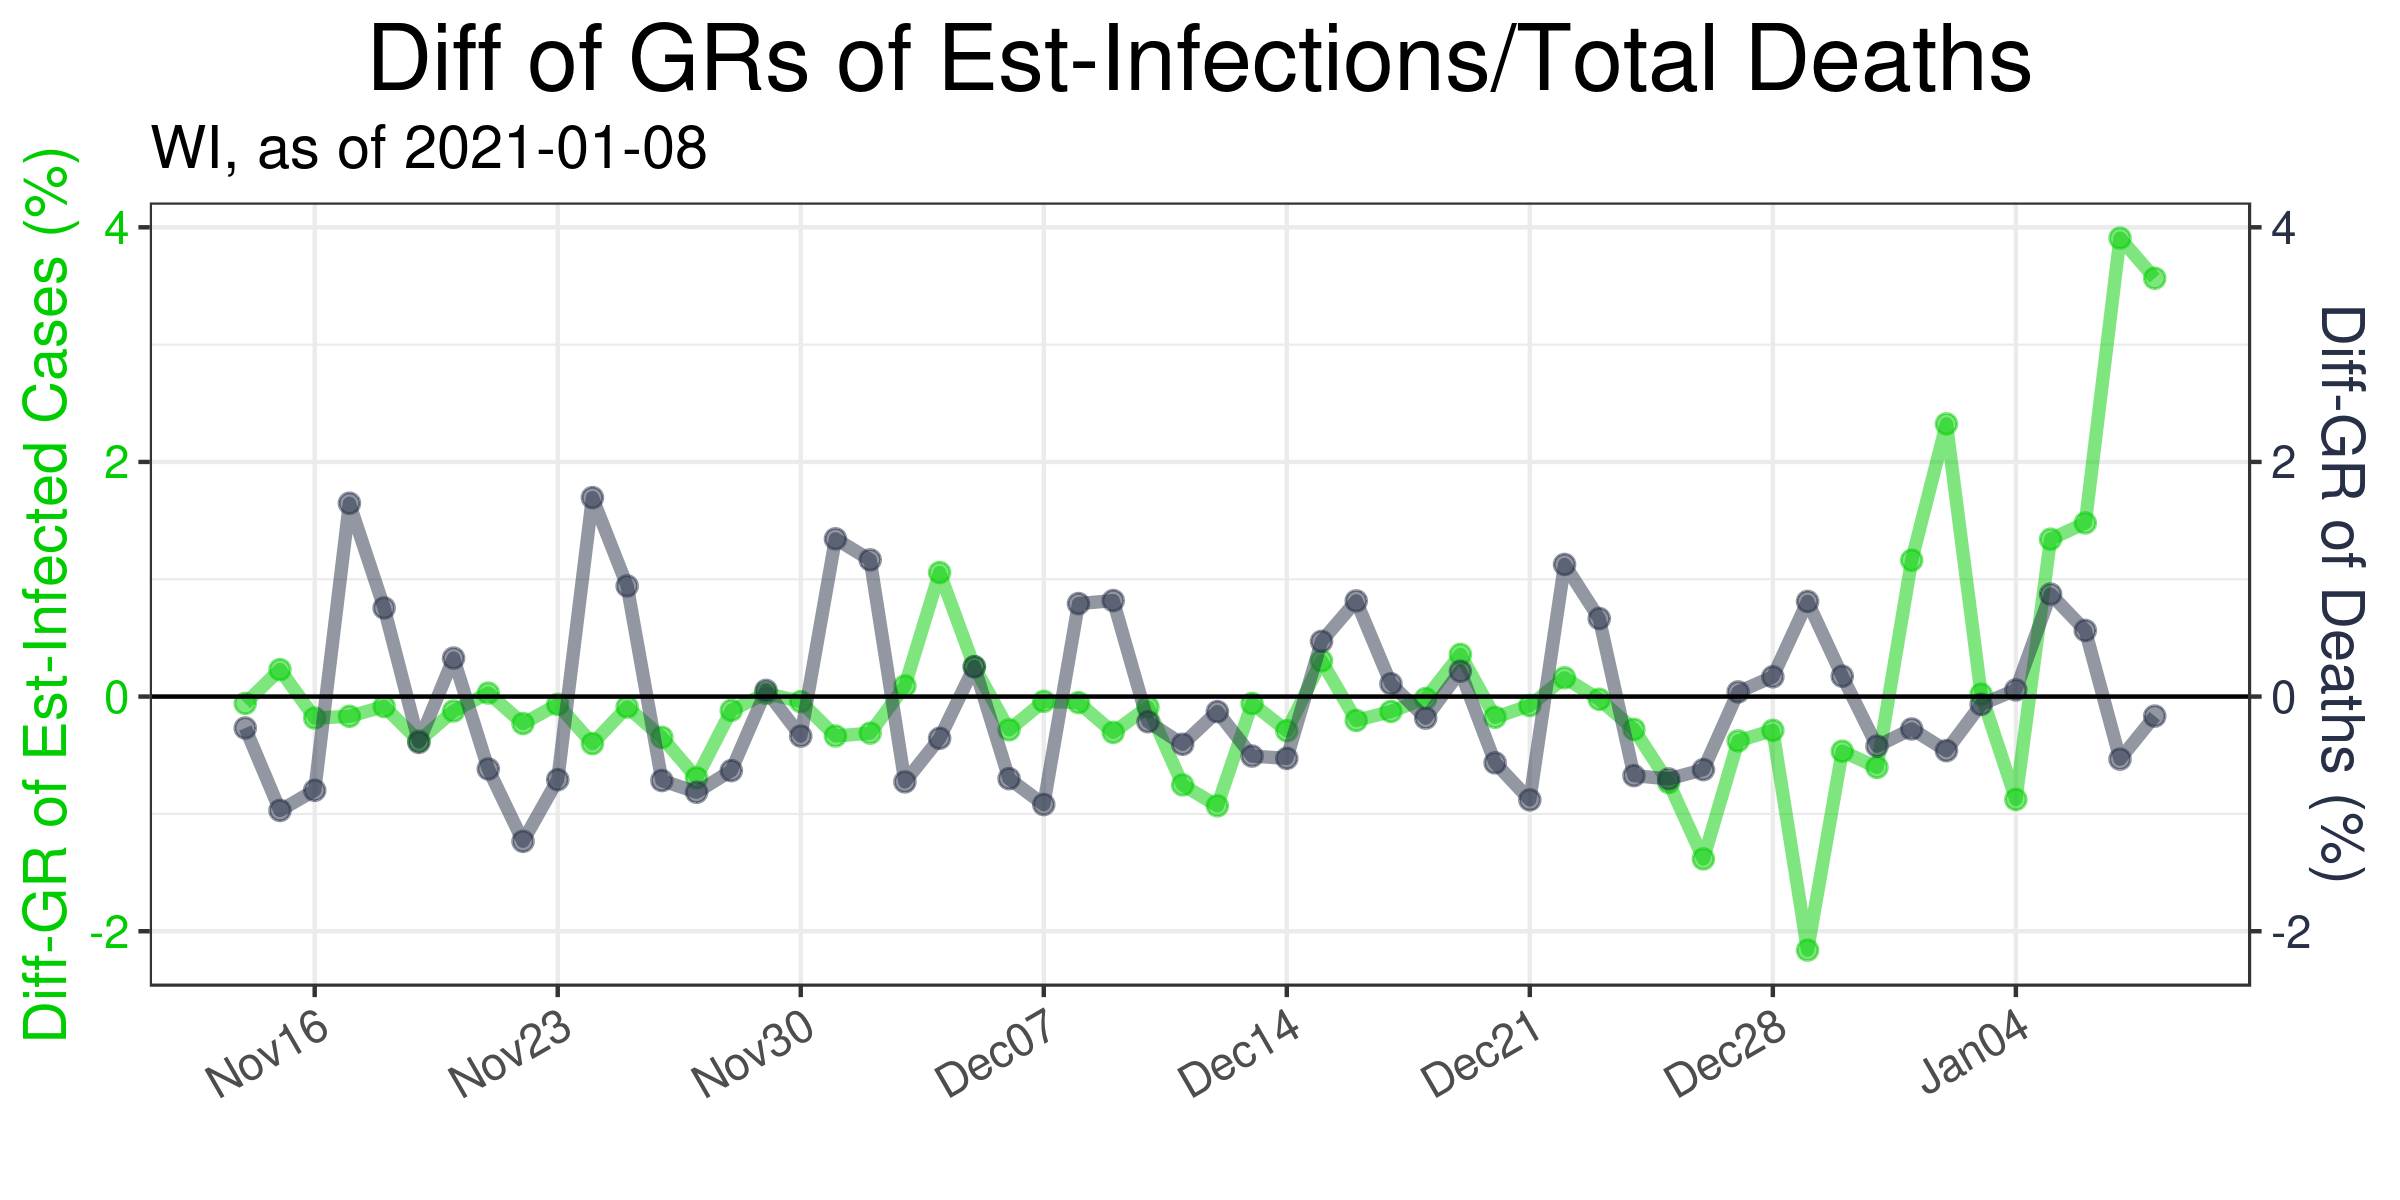 Diff of GRs of Est-Infections/Total Deaths
WI, as of 2021-01-08
Diff-GR of Est-Infected Cases (%)
4
2
0
-2
4
2
0
-2
Diff-GR of Deaths (%)
Nov16
Nov23
Nov30
Dec07
Dec14
Dec21
Dec28
Jan04